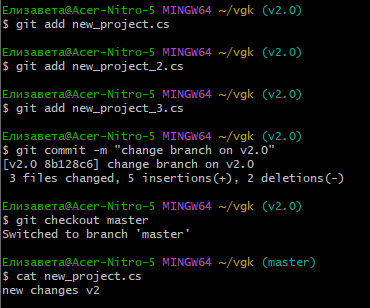 Елизавета@Acer-Nitro-5 MINGW64 ~/vgk (v2.0)
$ git add new_project.cs
Елизавета@Acer-Nitro-5 MINGW64 ~/vgk (v2.0)
$ git add new_project_2.cs
Елизавета@Acer-Nitro-5 MINGW64 ~/vgk (v2.0)
$ git add new_project_3.cs
Елизавета@Acer-Nitro-5 MINGW64 ~/vgk (v2.0)
$ git commit -m "change branch on v2.0"
[v2.0 8b128c6] change branch on v2.0
3 files changed, 5 insertions(+), 2 deletions(-)
Елизавета@Acer-Nitro-5 MINGW64 ~/vgk (v2.0)
$ git checkout master
Switched to branch 'master'
Елизавета@Acer-Nitro-5 MINGW64 ~/vgk (master)
$ cat new_project.cs
new changes v2